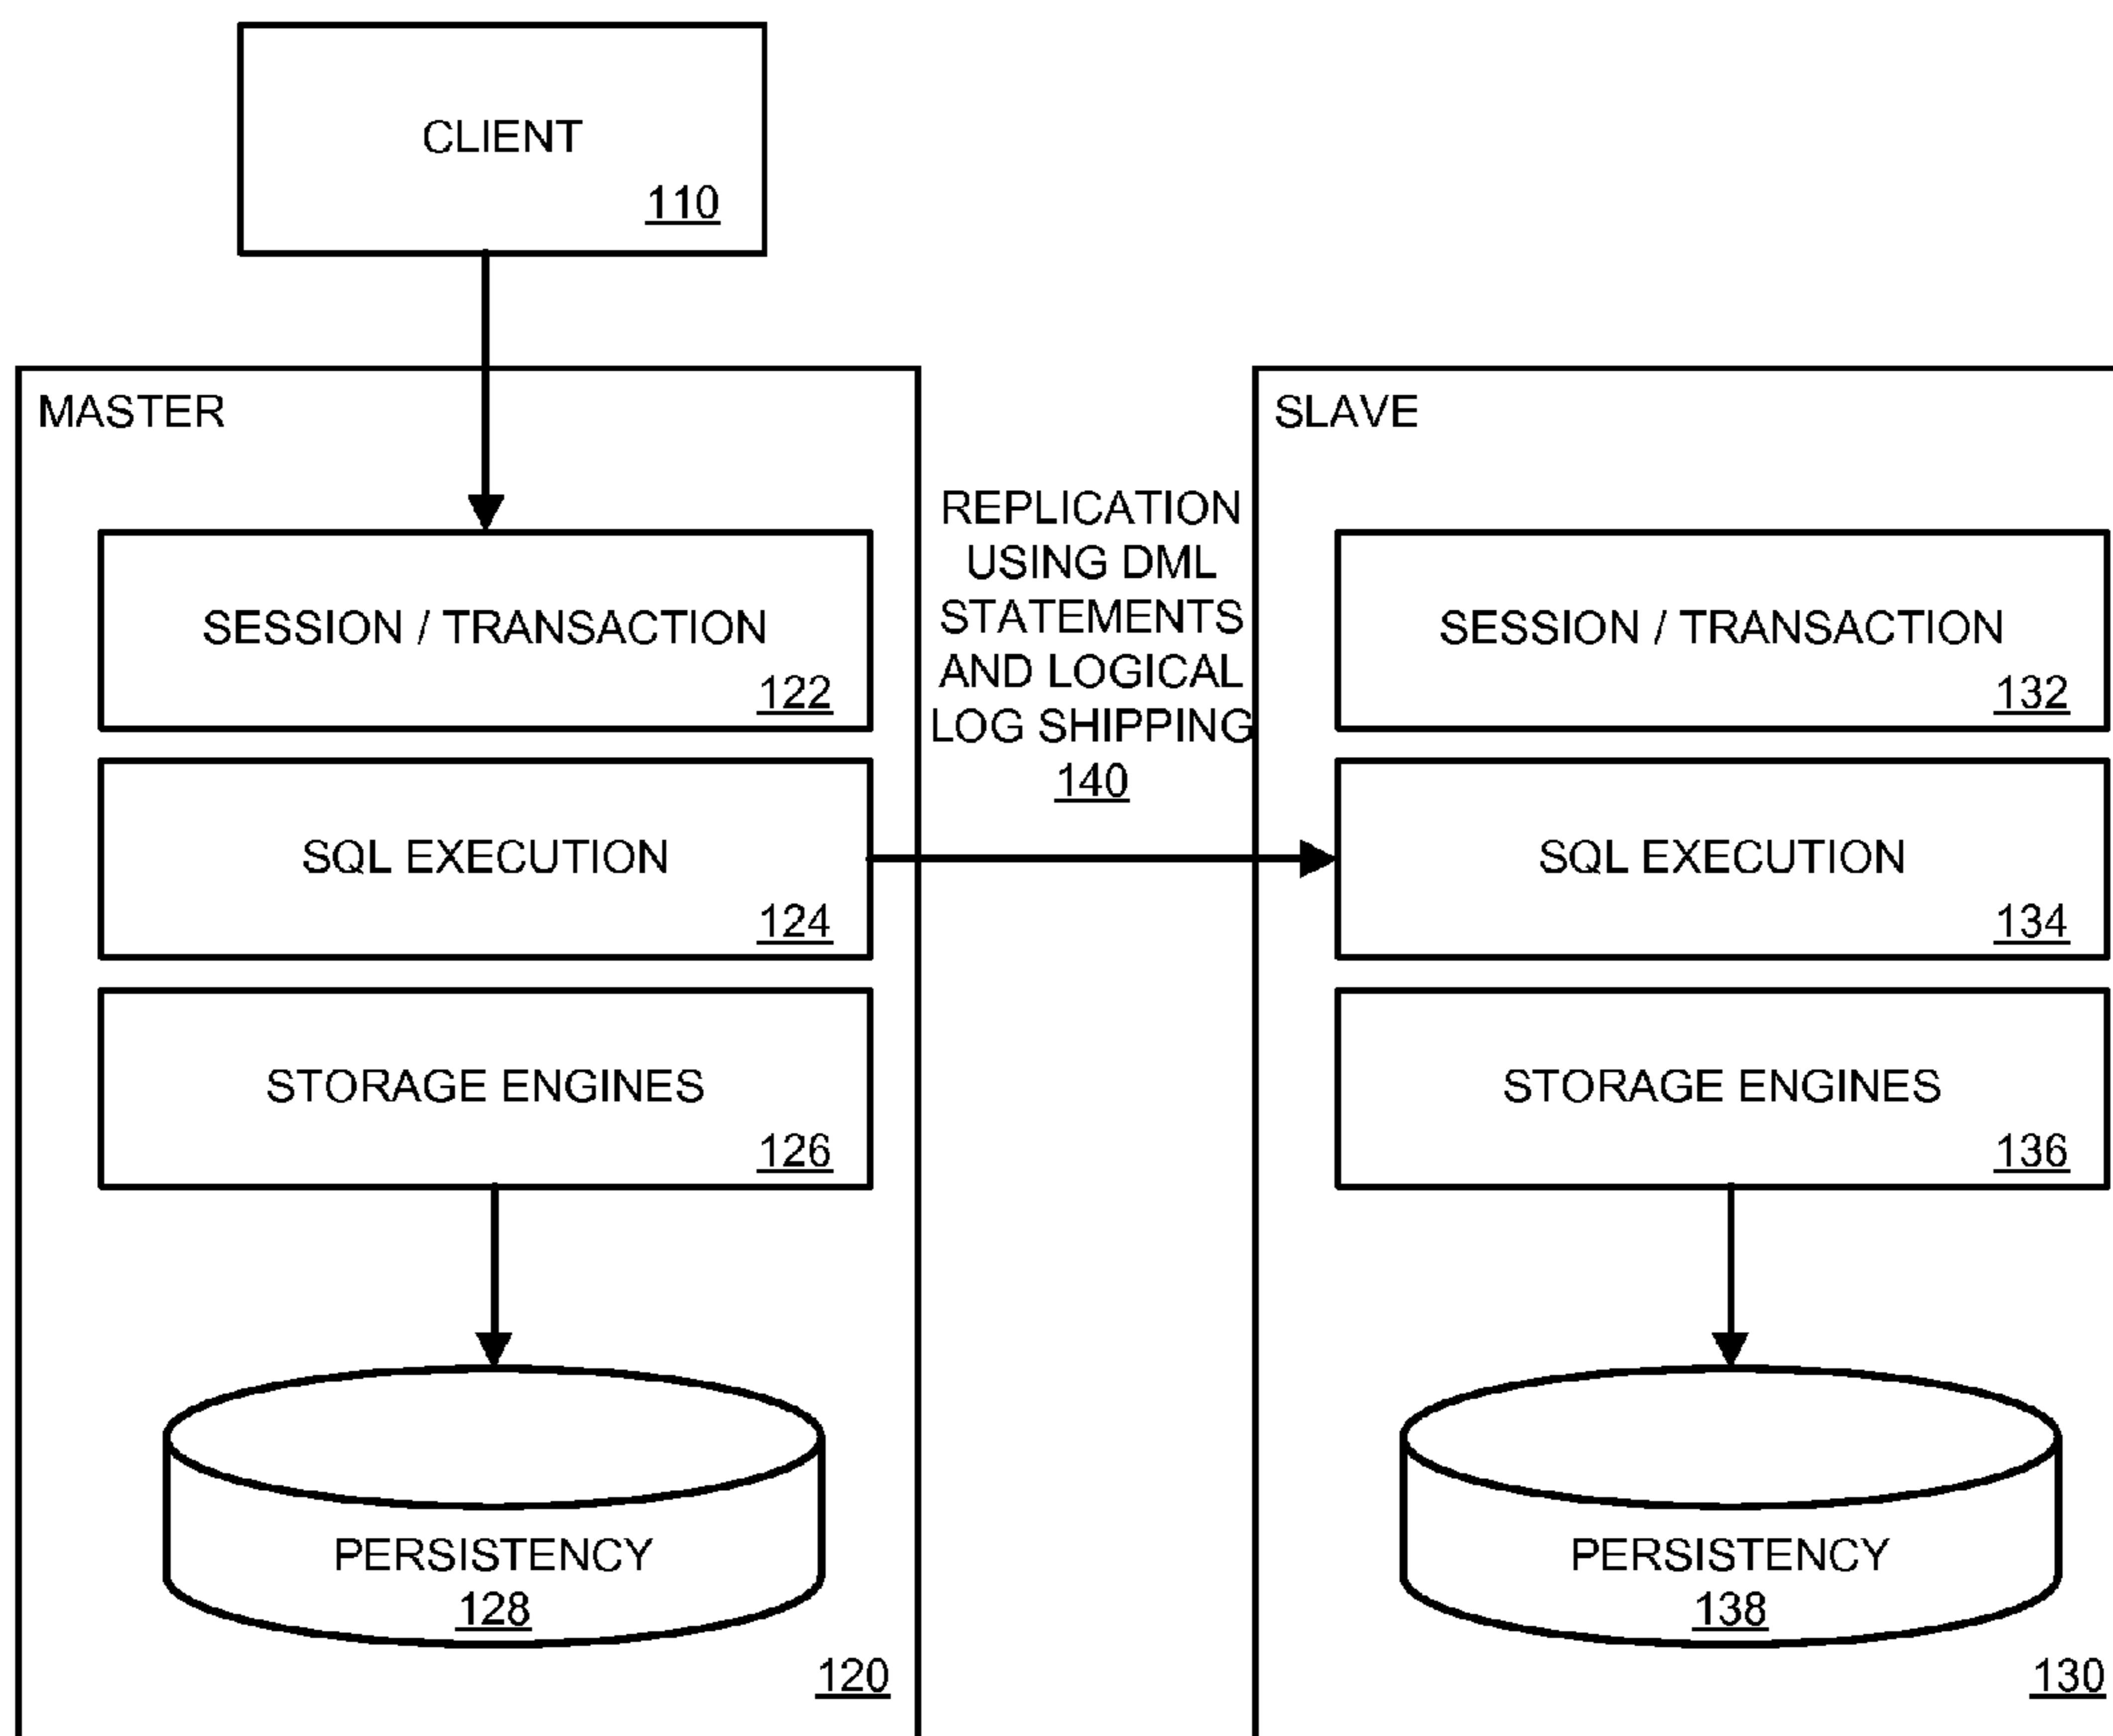 CLIENT
110
MASTER
SESSION / TRANSACTION
122
SQL EXECUTION
124
STORAGE ENGINES
126
PERSISTENCY
128
120
REPLICATION
USING DML
STATEMENTS
AND LOGICAL
LOG SHIPPING
140
SLAVE
SESSION / TRANSACTION
132
SQL EXECUTION
134
STORAGE ENGINES
136
PERSISTENCY
138
130